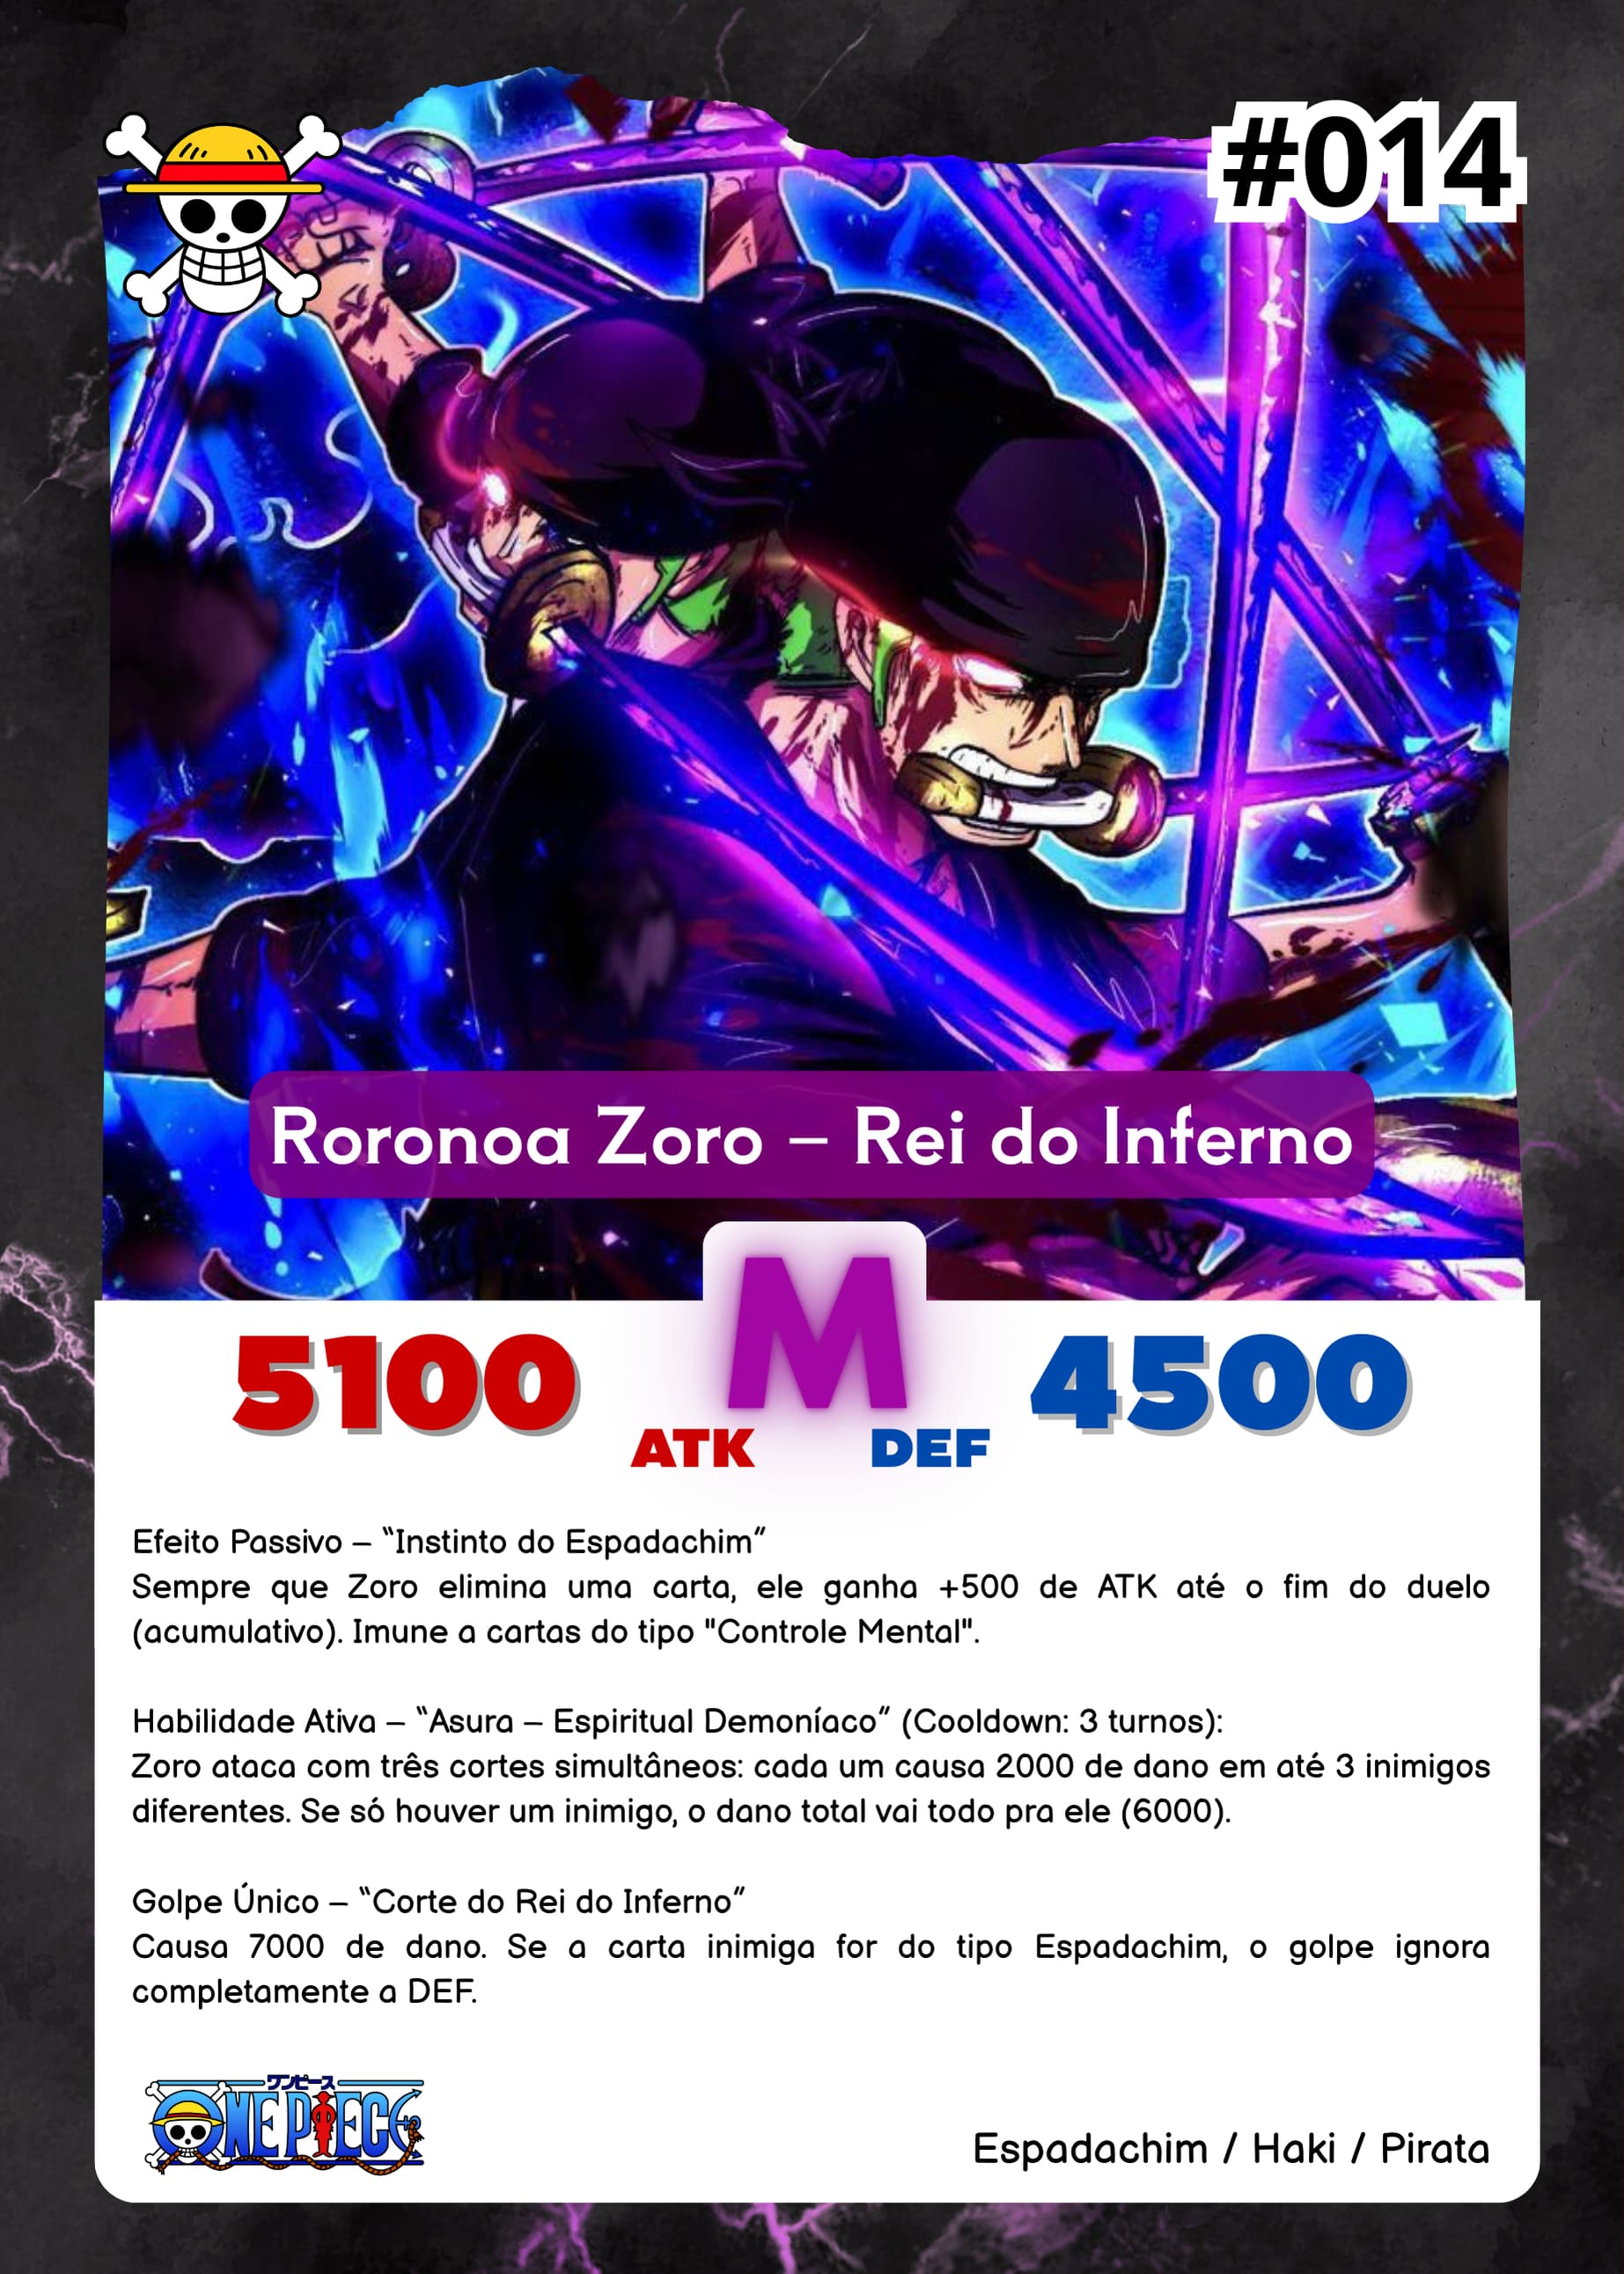 #014
Roronoa Zoro – Rei do Inferno
M
5100
4500
ATK
DEF
Efeito Passivo – “Instinto do Espadachim”
Sempre que Zoro elimina uma carta, ele ganha +500 de ATK até o fim do duelo
(acumulativo). Imune a cartas do tipo "Controle Mental".
Habilidade Ativa – “Asura – Espiritual Demoníaco” (Cooldown: 3 turnos):
Zoro ataca com três cortes simultâneos: cada um causa 2000 de dano em até 3 inimigos
diferentes. Se só houver um inimigo, o dano total vai todo pra ele (6000).
Golpe Único – “Corte do Rei do Inferno”
Causa 7000 de dano. Se a carta inimiga for do tipo Espadachim, o golpe ignora
completamente a DEF.
ワンピース
ONE PIECE
Espadachim / Haki / Pirata